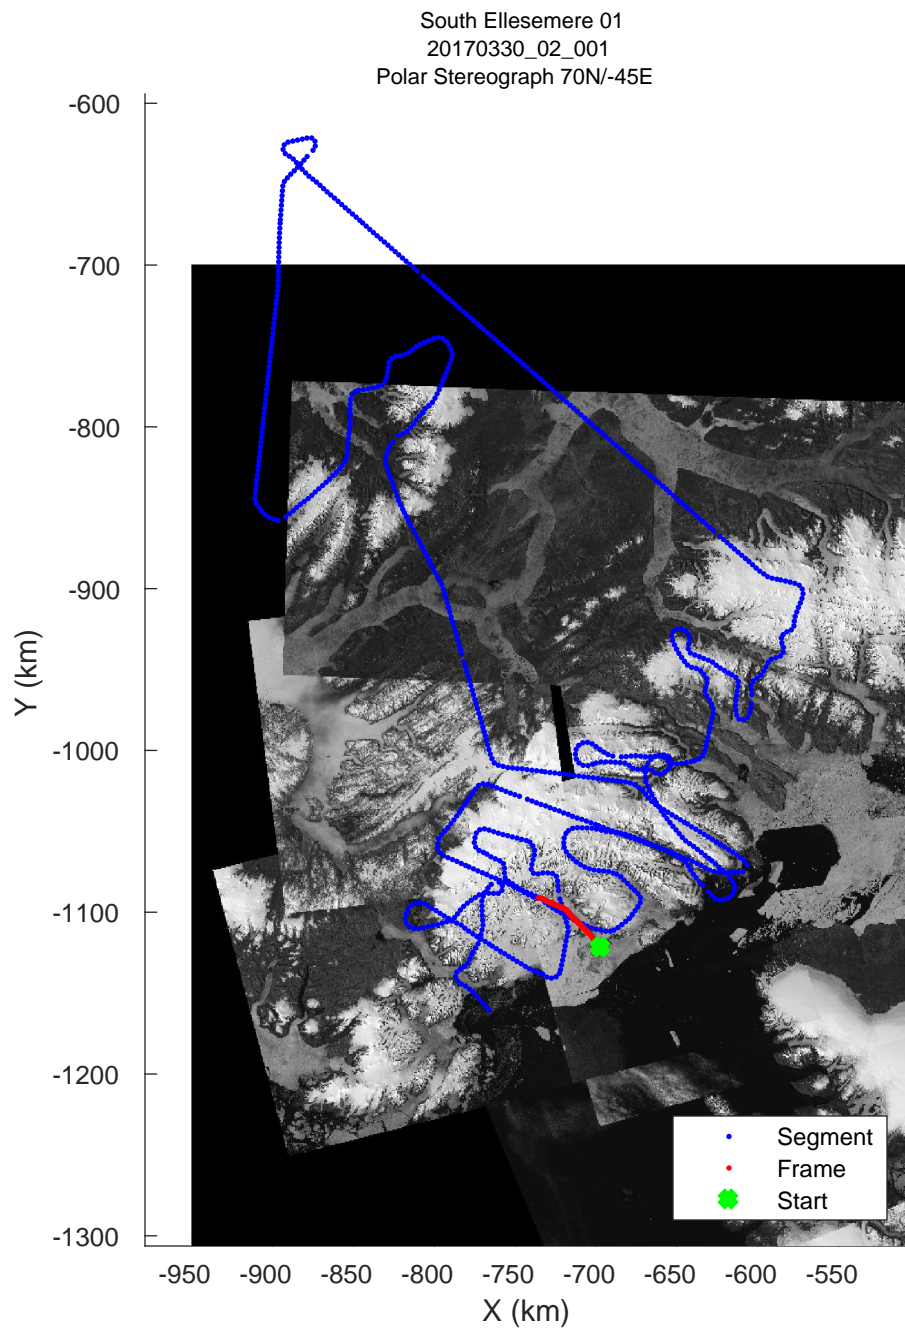 South Ellesemere 01
20170330_02_001
Polar Stereograph 70N/-45E
-600
-700
-800
-900
-1000
-1100
-1200
-1300
Y (km)
Segment
Frame
Start
-950 -900 -850 -800 -750 -700 -650 -600 -550
X (km)